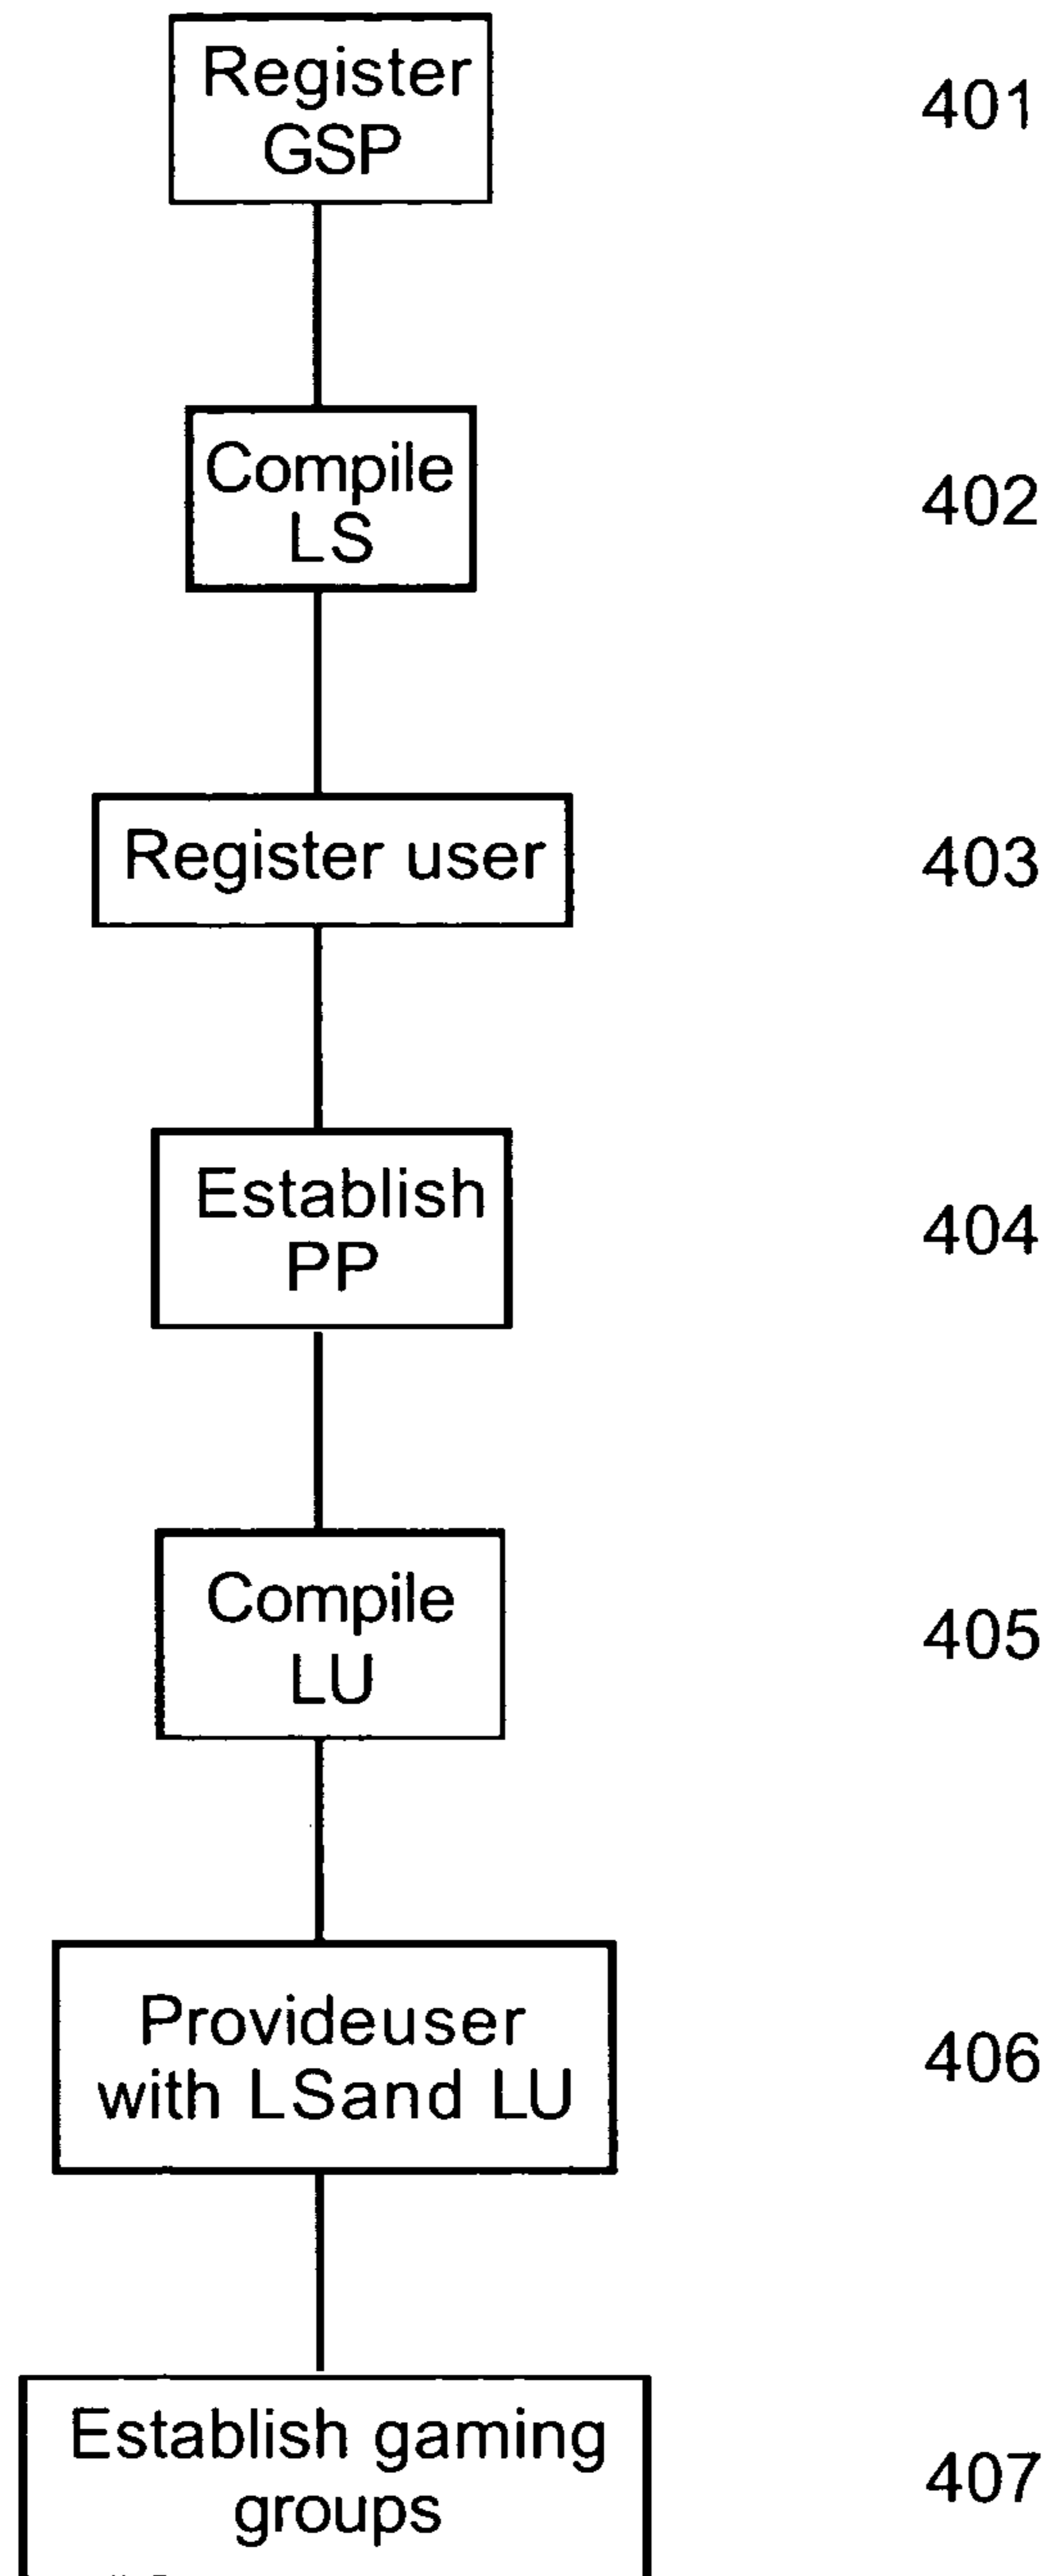 Register
GSP
401
Compile
LS
402
Register user
403
Establish
PP
404
Compile
LU
405
Provideuser
with LSand LU
406
Establish gaming
groups
407